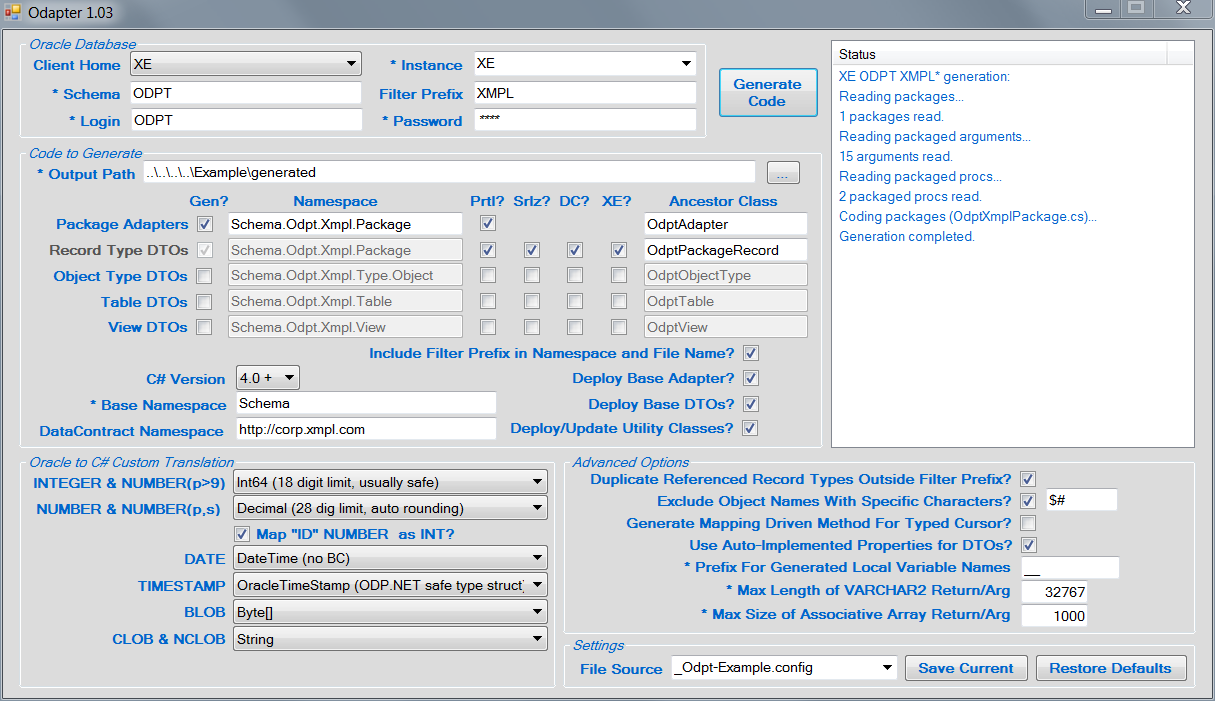 Odapter 1.03
Oracle Database
Client Home XE * Instance XE
* Schema ODPT Filter Prefix XMPL
* Login ODPT * Password ****
Generate Code
Status
XE ODPT XMPL* generation:
Reading packages...
1 packages read.
Reading packaged arguments...
15 arguments read.
Reading packaged procs...
2 packaged procs read.
Coding packages (OdptXmplPackage.cs)...
Generation completed.
Code to Generate
* Output Path ..\..\..\..\Example\generated ...
Gen? Namespace Prtl? Srlz? DC? XE? Ancestor Class
Package Adapters Schema.Odpt.Xmpl.Package OdptAdapter
Record Type DTOs Schema.Odpt.Xmpl.Package OdptPackageRecord
Object Type DTOs Schema.Odpt.Xmpl.Type.Object OdptObjectType
Table DTOs Schema.Odpt.Xmpl.Table OdptTable
View DTOs Schema.Odpt.Xmpl.View OdptView
Include Filter Prefix in Namespace and File Name?
C# Version 4.0 + Deploy Base Adapter?
* Base Namespace Schema Deploy Base DTOs?
DataContract Namespace http://corp.xmpl.com Deploy/Update Utility Classes?
Oracle to C# Custom Translation
INTEGER & NUMBER(p>9) Int64 (18 digit limit, usually safe)
NUMBER & NUMBER(p,s) Decimal (28 dig limit, auto rounding)
Map "ID" NUMBER as INT?
DATE DateTime (no BC)
TIMESTAMP OracleTimeStamp (ODP.NET safe type struct)
BLOB Byte[]
CLOB & NCLOB String
Advanced Options
Duplicate Referenced Record Types Outside Filter Prefix?
Exclude Object Names With Specific Characters? $#
Generate Mapping Driven Method For Typed Cursor?
Use Auto-Implemented Properties for DTOs?
* Prefix For Generated Local Variable Names __
* Max Length of VARCHAR2 Return/Arg 32767
* Max Size of Associative Array Return/Arg 1000
Settings
File Source _Odpt-Example.config Save Current Restore Defaults